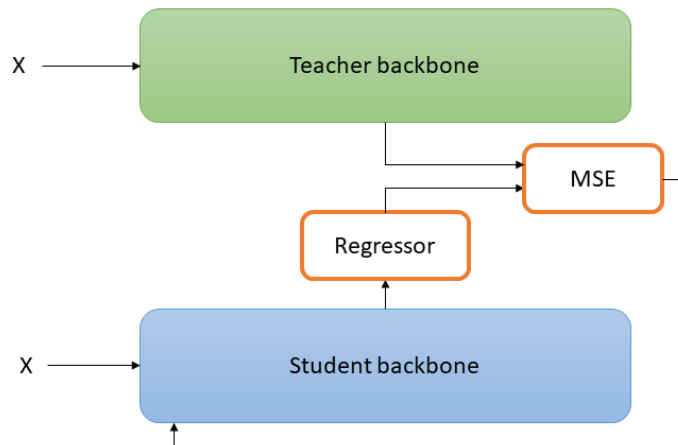 X
Teacher backbone
MSE
Regressor
X
Student backbone